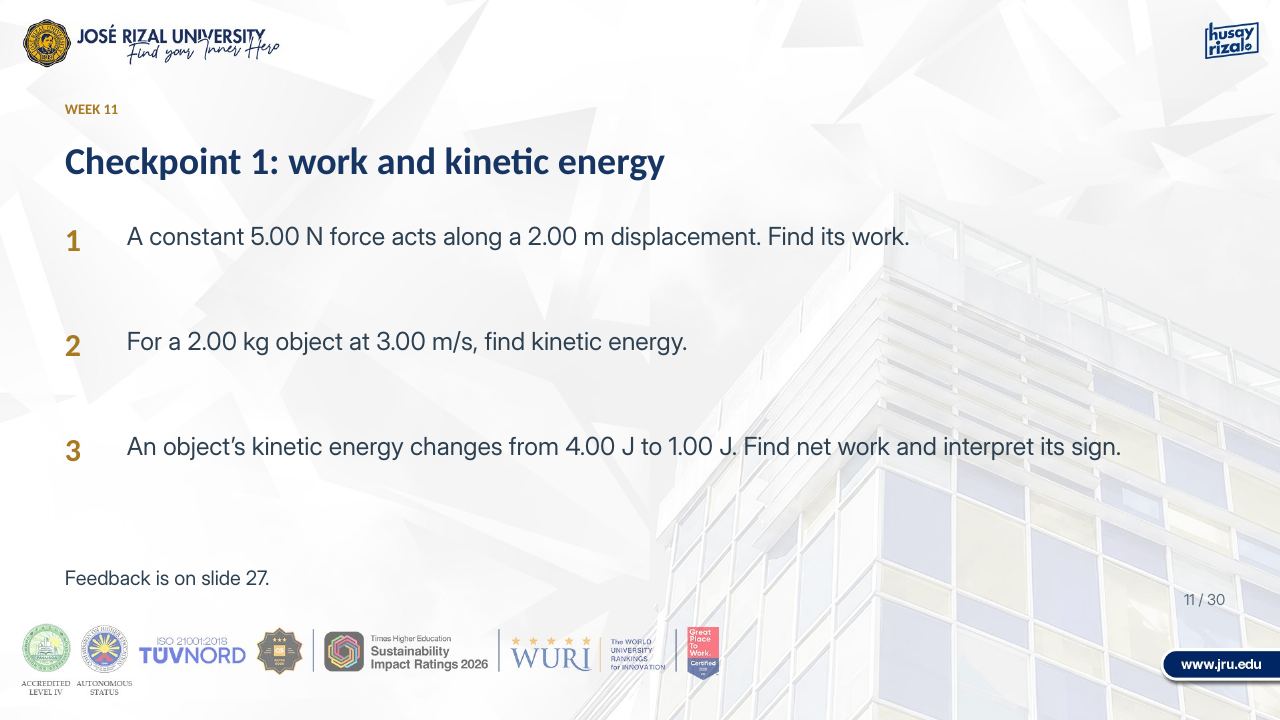 JOSÉ RIZAL UNIVERSITY
Find your Inner Hero
husay
rizal
WEEK 11
Checkpoint 1: work and kinetic energy
1 A constant 5.00 N force acts along a 2.00 m displacement. Find its work.
2 For a 2.00 kg object at 3.00 m/s, find kinetic energy.
3 An object’s kinetic energy changes from 4.00 J to 1.00 J. Find net work and interpret its sign.
Feedback is on slide 27.
11 / 30
ACCREDITED
LEVEL IV
AUTONOMOUS
STATUS
ISO 21001:2018
TÜVNORD
Times Higher Education
Sustainability
Impact Ratings 2026
WURI
The WORLD
UNIVERSITY
RANKINGS
for INNOVATION
Great
Place
To
Work.
Certified
www.jru.edu